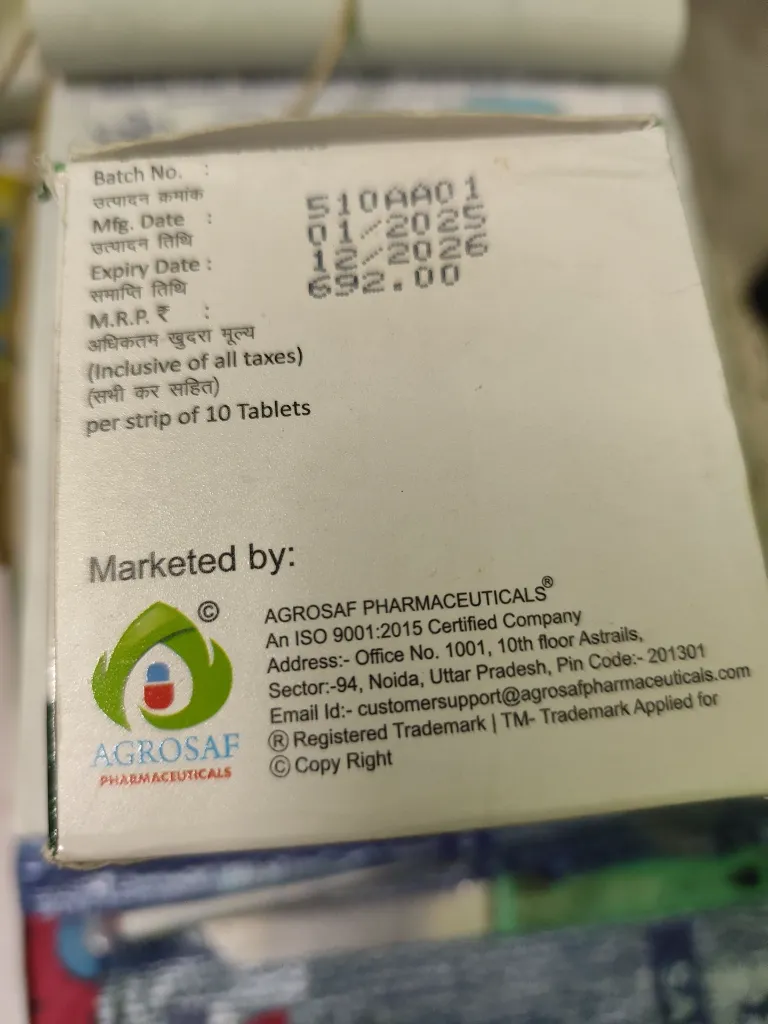 Batch No. :
उत्पादन क्रमांक
510AA01
Mfg. Date :
उत्पादन तिथि
01/2025
Expiry Date :
समाप्ति तिथि
12/2026
M.R.P. ₹ :
अधिकतम खुदरा मूल्य
692.00
(Inclusive of all taxes)
(सभी कर सहित)
per strip of 10 Tablets
Marketed by:
©
AGROSAF
PHARMACEUTICALS
AGROSAF PHARMACEUTICALS®
An ISO 9001:2015 Certified Company
Address:- Office No. 1001, 10th floor Astrails,
Sector:-94, Noida, Uttar Pradesh, Pin Code:- 201301
Email Id:- customersupport@agrosafpharmaceuticals.com
® Registered Trademark | TM- Trademark Applied for
© Copy Right